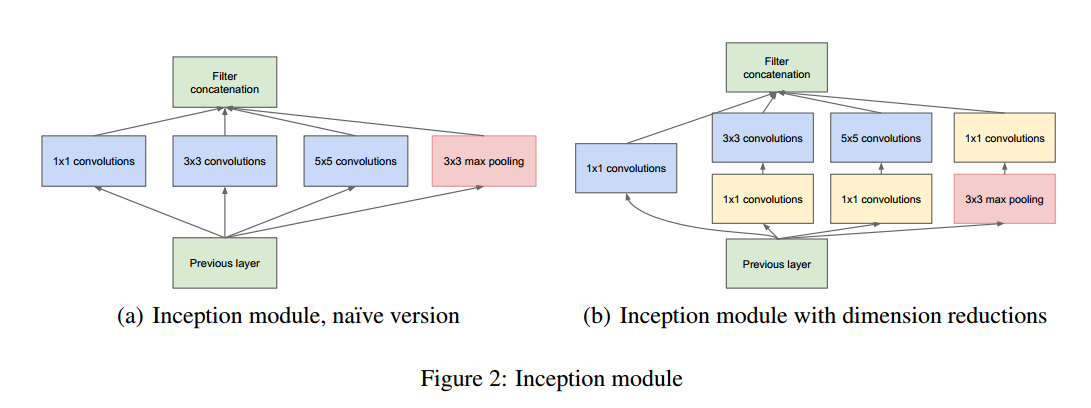 Filter
concatenation
1x1 convolutions
3x3 convolutions
5x5 convolutions
3x3 max pooling
Previous layer
(a) Inception module, naïve version
Filter
concatenation
1x1 convolutions
3x3 convolutions
5x5 convolutions
1x1 convolutions
1x1 convolutions
1x1 convolutions
3x3 max pooling
Previous layer
(b) Inception module with dimension reductions
Figure 2: Inception module